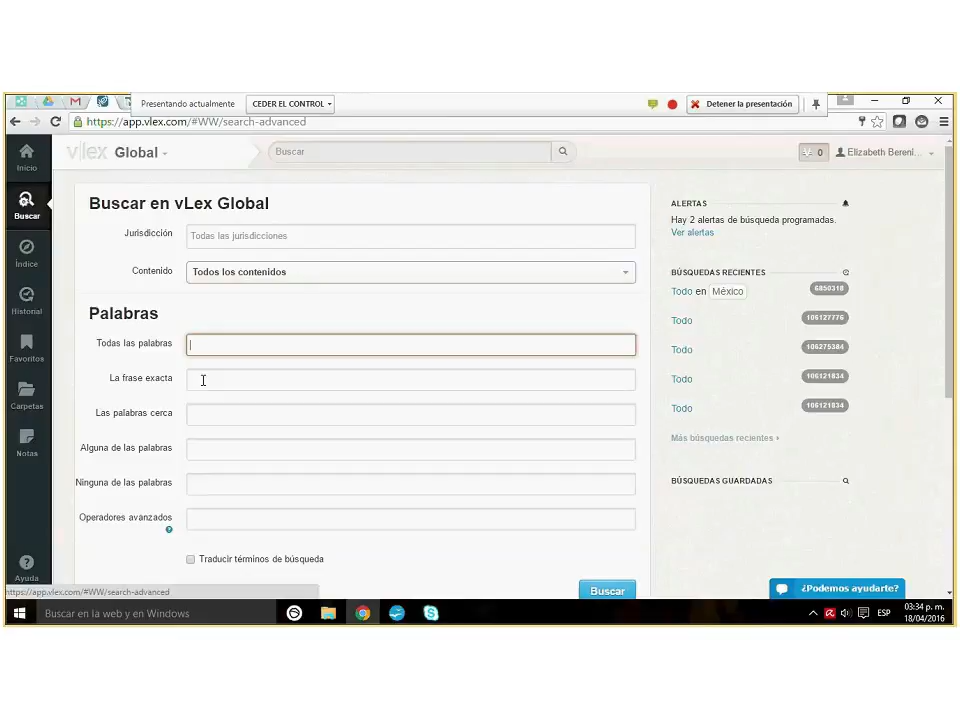 Presentando actualmente
CEDER EL CONTROL
Detener la presentación
https://app.vlex.com/#WW/search-advanced
vlex Global
Buscar
0
Elizabeth Bereni...
Inicio
Buscar
Índice
Historial
Favoritos
Carpetas
Notas
Ayuda
Buscar en vLex Global
Jurisdicción
Todas las jurisdicciones
Contenido
Todos los contenidos
Palabras
Todas las palabras
La frase exacta
Las palabras cerca
Alguna de las palabras
Ninguna de las palabras
Operadores avanzados
?
Traducir términos de búsqueda
Buscar
ALERTAS
Hay 2 alertas de búsqueda programadas.
Ver alertas
BÚSQUEDAS RECIENTES
Todo en México 6850318
Todo 106127776
Todo 106275384
Todo 106121834
Todo 106121834
Más búsquedas recientes ›
BÚSQUEDAS GUARDADAS
¿Podemos ayudarte?
https://app.vlex.com/#WW/search-advanced
Buscar en la web y en Windows
ESP
03:34 p. m.
18/04/2016